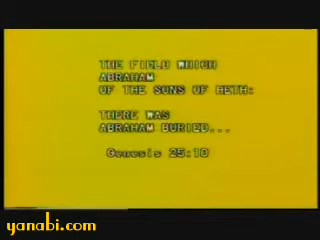 THE FIELD WHICH
ABRAHAM
OF THE SONS OF HETH:
THERE WAS
ABRAHAM BURIED...
Genesis 25:10
yanabi.com